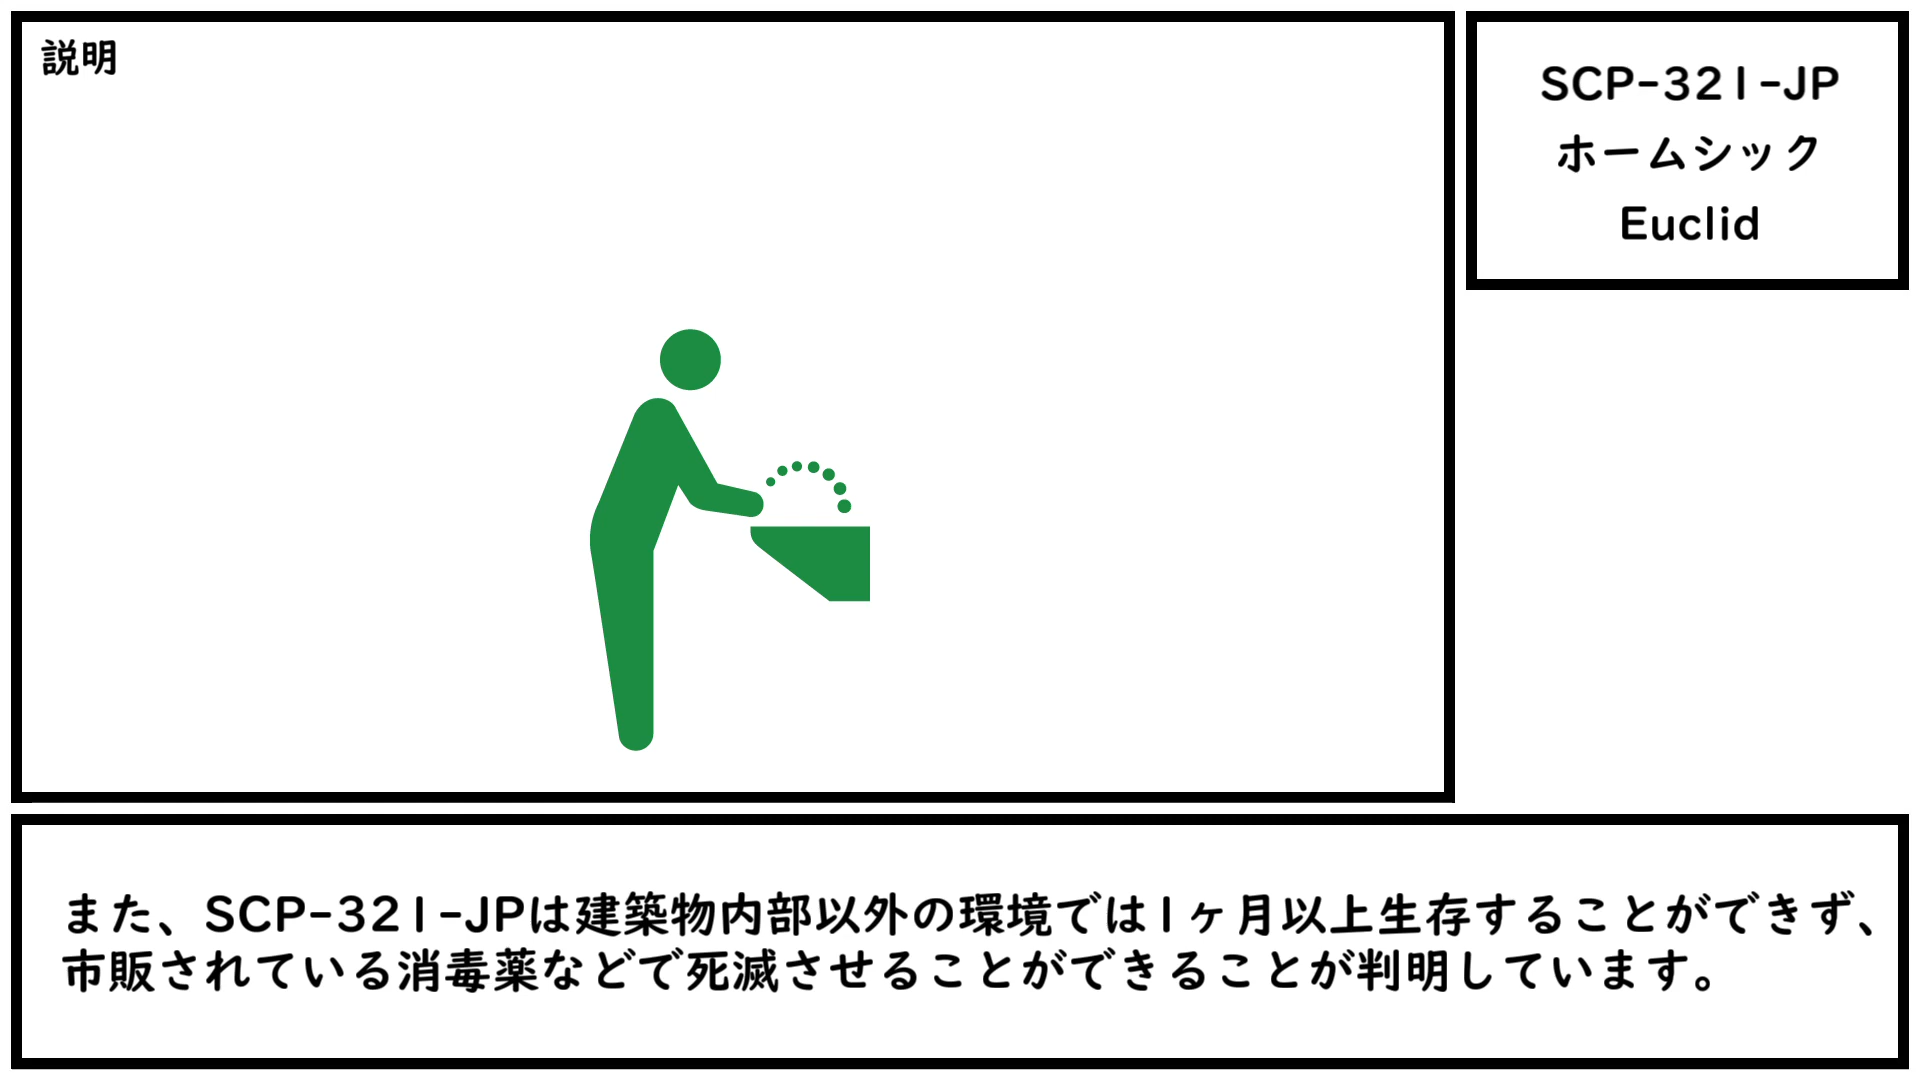 説明
SCP-321-JP
ホームシック
Euclid
また、SCP-321-JPは建築物内部以外の環境では1ヶ月以上生存することができず、
市販されている消毒薬などで死滅させることができることが判明しています。